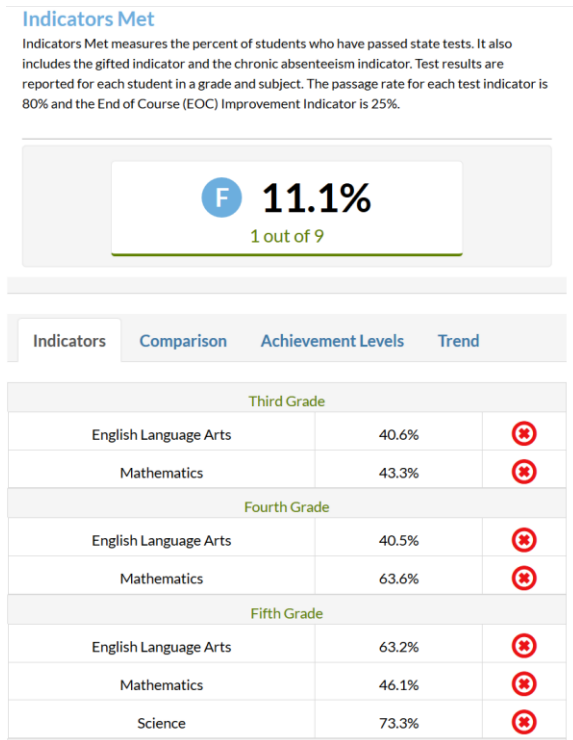 Indicators Met
Indicators Met measures the percent of students who have passed state tests. It also
includes the gifted indicator and the chronic absenteeism indicator. Test results are
reported for each student in a grade and subject. The passage rate for each test indicator is
80% and the End of Course (EOC) Improvement Indicator is 25%.
F 11.1%
1 out of 9
Indicators Comparison Achievement Levels Trend
Third Grade
English Language Arts 40.6%
Mathematics 43.3%
Fourth Grade
English Language Arts 40.5%
Mathematics 63.6%
Fifth Grade
English Language Arts 63.2%
Mathematics 46.1%
Science 73.3%